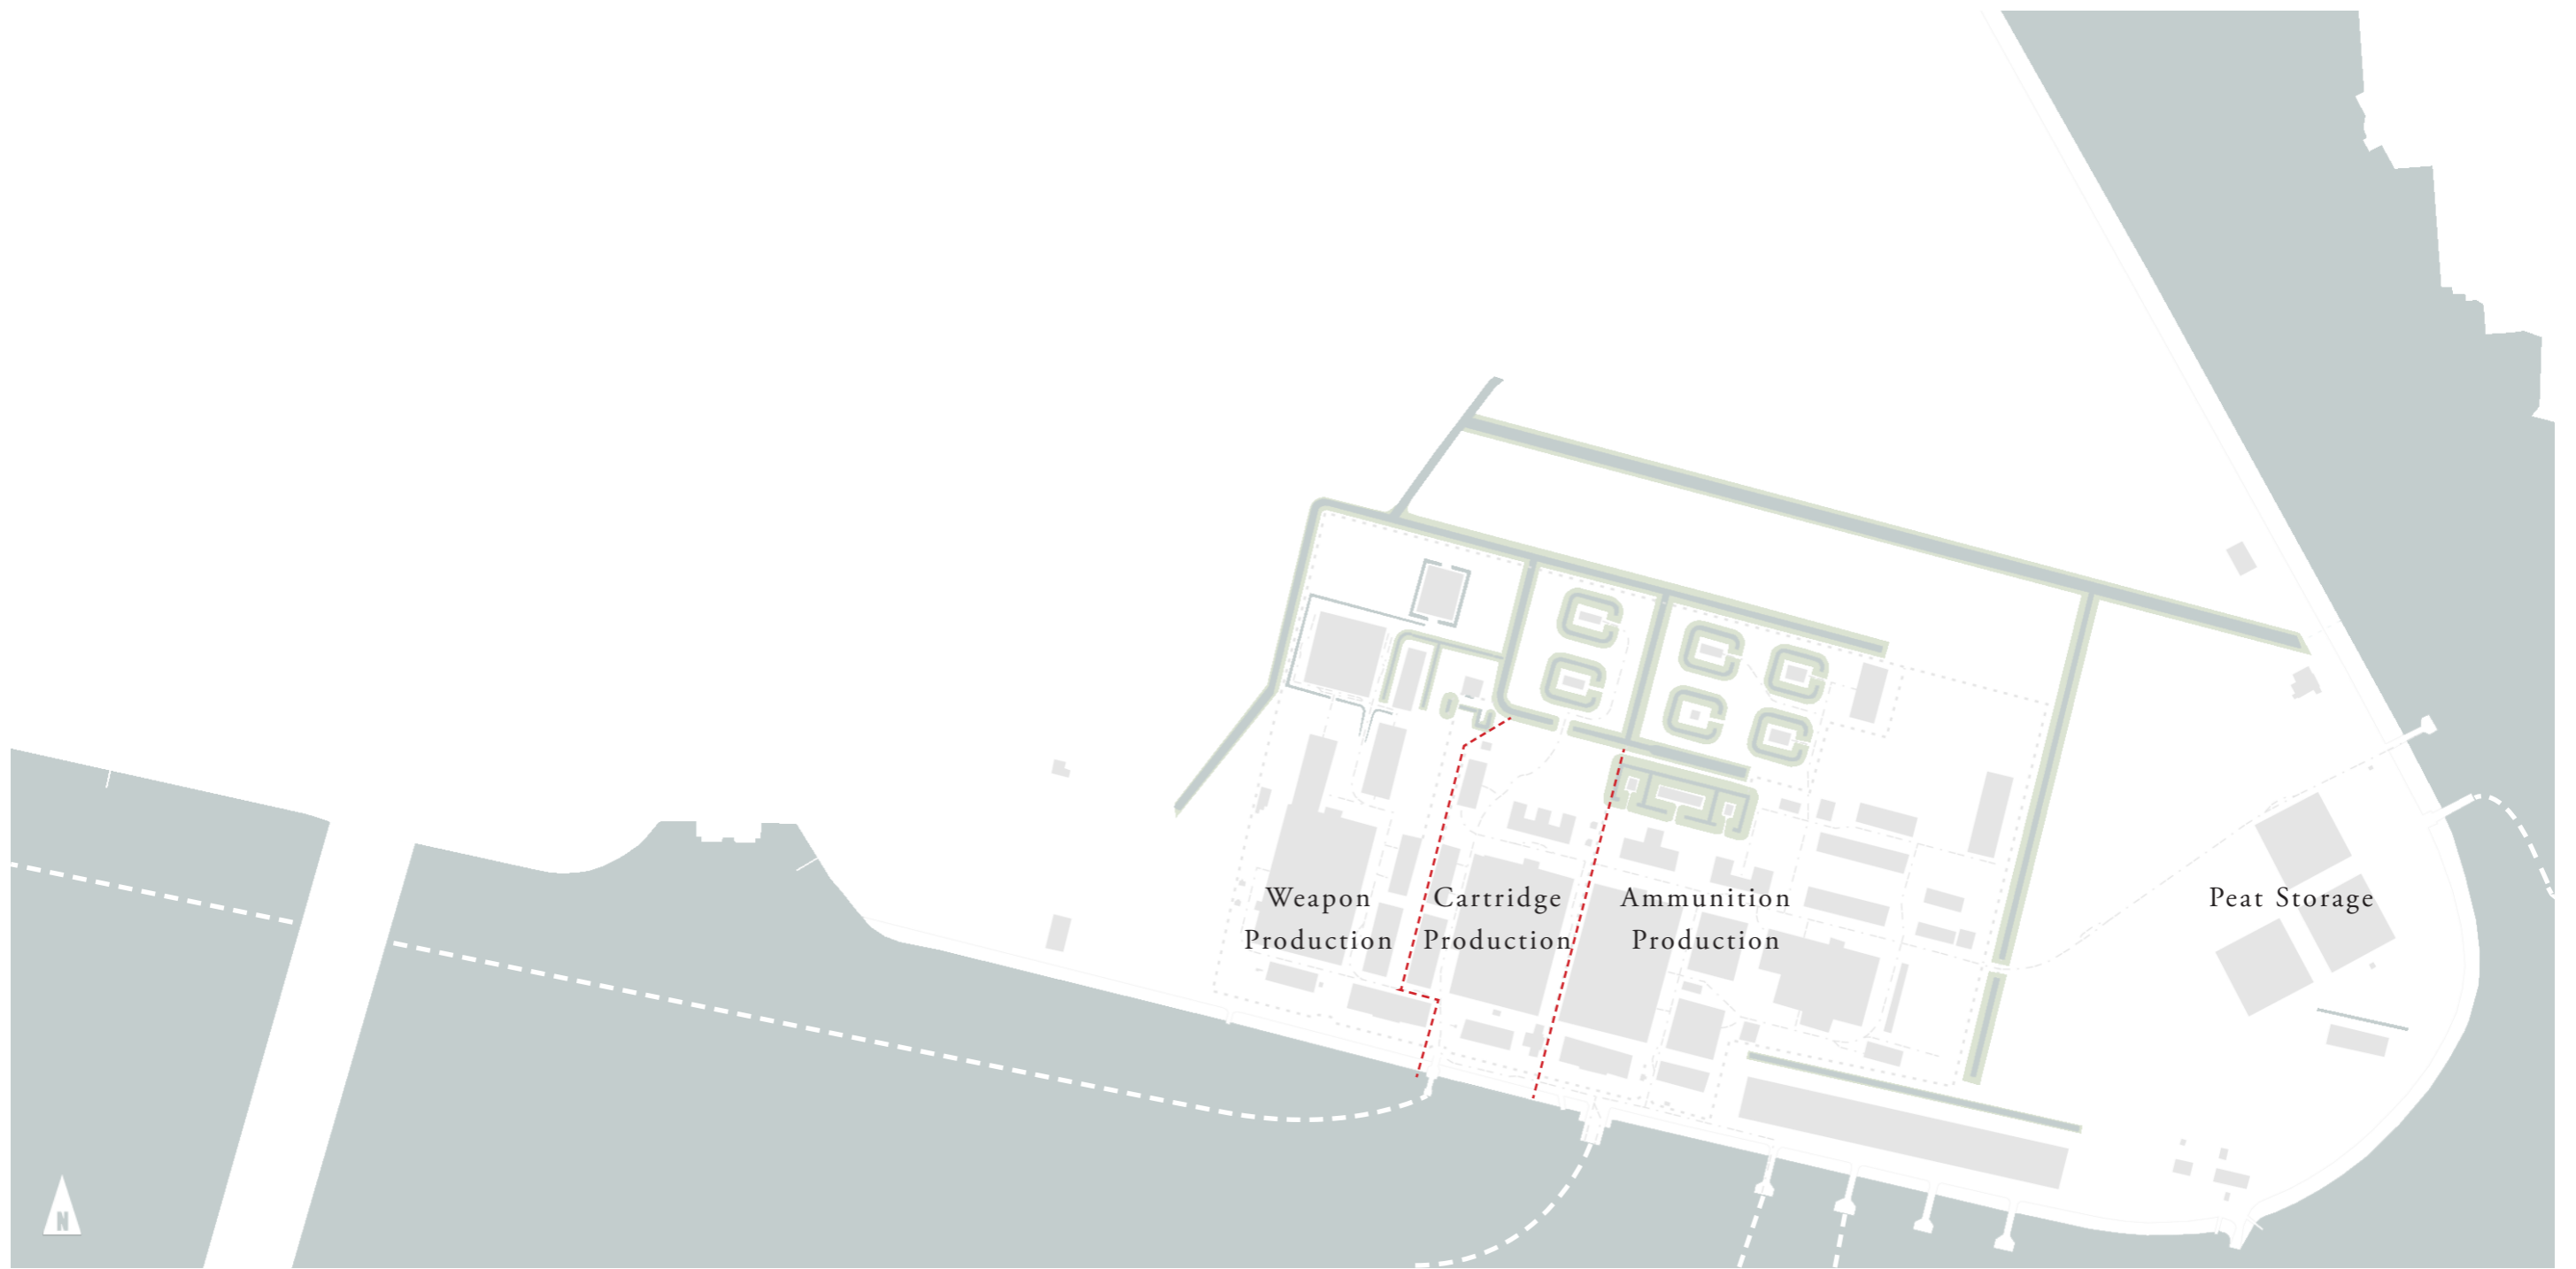 Weapon
Production
Cartridge
Production
Ammunition
Production
Peat Storage
N